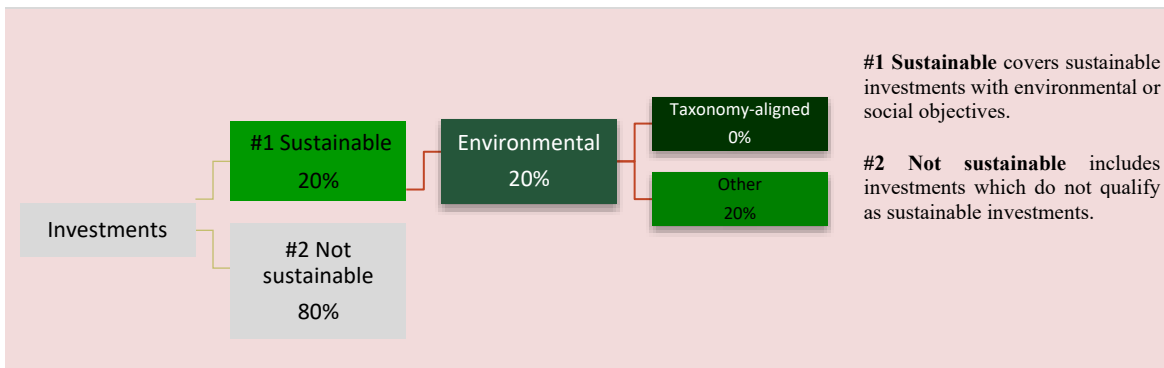 Investments
#1 Sustainable
20%
#2 Not
sustainable
80%
Environmental
20%
Taxonomy-aligned
0%
Other
20%
#1 Sustainable covers sustainable
investments with environmental or
social objectives.
#2 Not sustainable includes
investments which do not qualify
as sustainable investments.